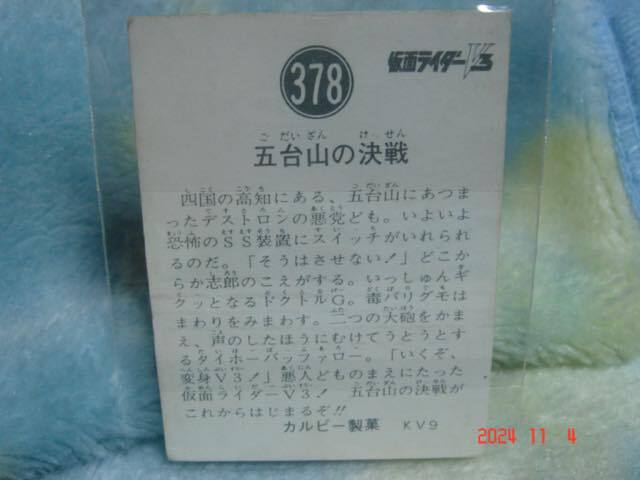 378
仮面ライダーV3
五台山の決戦
四国の高知にある、五台山にあつま
ったデストロンの悪党ども。いよいよ
恐怖のSS装置にスイッチがいれられ
るのだ。「そうはさせない!」どこか
らか志郎のこえがする。いっしゅんギ
クッとなるドクトルG。毒バリグモは
まわりをみまわす。二つの大砲をかま
え、声のしたほうにむけてうとうとす
るタイホーバッファロー。「いくぞ、
変身V3!」悪人どものまえにたった
仮面ライダーV3! 五台山の決戦が
これからはじまるぞ!!
カルビー製菓 KV9
2024 11 4